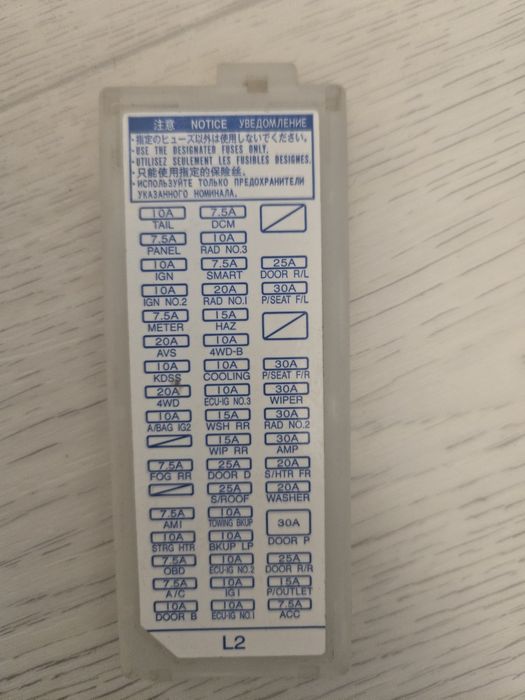 注意 NOTICE УВЕДОМЛЕНИЕ
・指定のヒューズ以外は使用しないでください。
・USE THE DESIGNATED FUSES ONLY.
・UTILISEZ SEULEMENT LES FUSIBLES DESIGNES.
・只能使用指定的保险丝。
・ИСПОЛЬЗУЙТЕ ТОЛЬКО ПРЕДОХРАНИТЕЛИ
УКАЗАННОГО НОМИНАЛА.
10A 7.5A
TAIL DCM
7.5A 10A
PANEL RAD NO.3
10A 7.5A 25A
IGN SMART DOOR R/L
10A 20A 30A
IGN NO.2 RAD NO.1 P/SEAT F/L
7.5A 15A
METER HAZ
20A 10A
AVS 4WD-B
10A 10A 30A
KDSS COOLING P/SEAT F/R
20A 10A 30A
4WD ECU-IG NO.3 WIPER
10A 15A 30A
A/BAG IG2 WSH RR RAD NO.2
15A 30A
WIP RR AMP
7.5A 25A 20A
FOG RR DOOR D S/HTR FR
25A 20A
S/ROOF WASHER
7.5A 10A 30A
AMI TOWING BKUP DOOR P
10A 10A
STRG HTR BKUP LP
7.5A 10A 25A
OBD ECU-IG NO.2 DOOR R/R
7.5A 10A 15A
A/C IG1 P/OUTLET
10A 10A 7.5A
DOOR B ECU-IG NO.1 ACC
L2